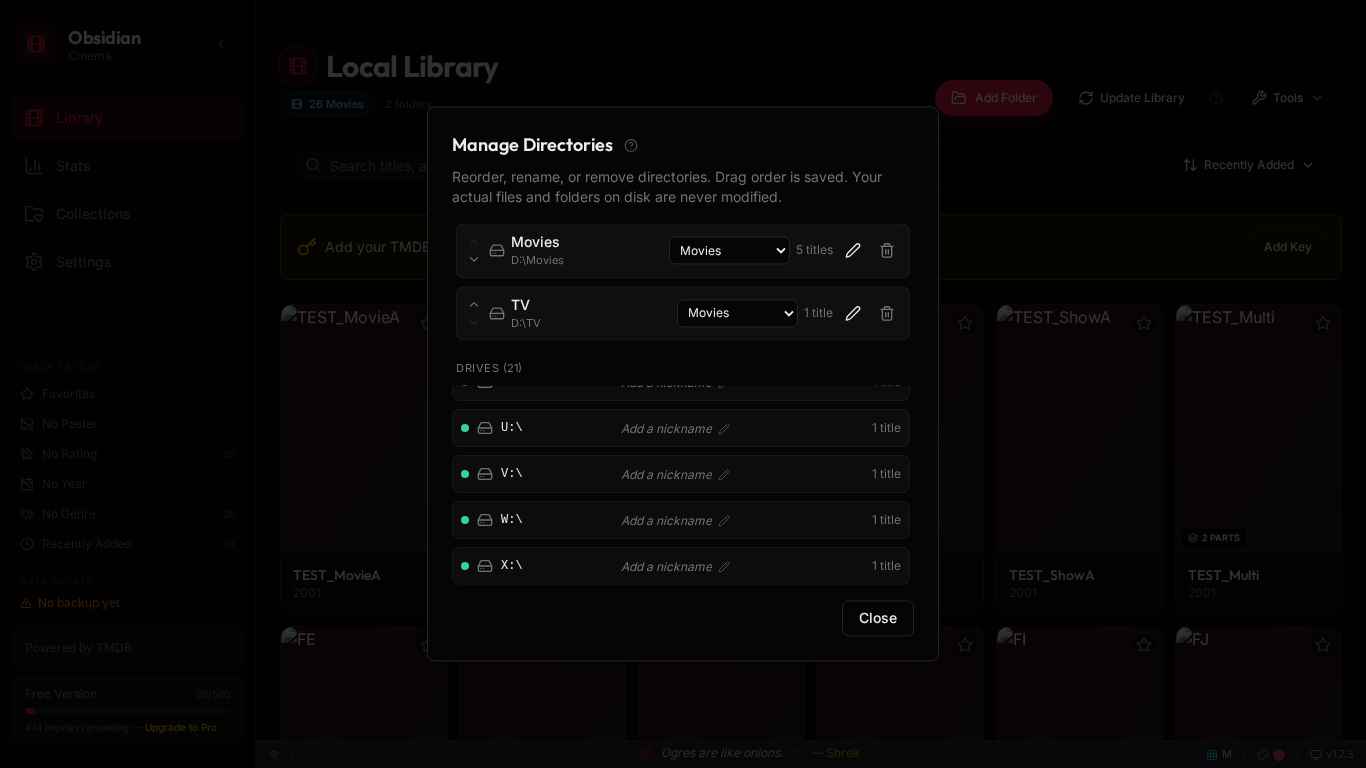 Obsidian
Cinema
Library
Stats
Collections
Settings
Favorites
No Poster
No Rating
No Year
No Genre
Recently Added
No backup yet
Powered by TMDB
Free Version
Upgrade to Pro
Local Library
26 Movies
2 folders
Add Folder
Update Library
Tools
Search titles, a
Recently Added
Add your TMDB
Add Key
Manage Directories
Reorder, rename, or remove directories. Drag order is saved. Your
actual files and folders on disk are never modified.
Movies
D:\Movies
Movies
5 titles
TV
D:\TV
Movies
1 title
DRIVES (21)
U:\ Add a nickname 1 title
V:\ Add a nickname 1 title
W:\ Add a nickname 1 title
X:\ Add a nickname 1 title
Close
TEST_MovieA
TEST_ShowA
TEST_Multi
2 PARTS
TEST_MovieA
2001
TEST_ShowA
2001
TEST_Multi
2001
FE
FI
FJ
Ogres are like onions. — Shrek
M
v1.2.5